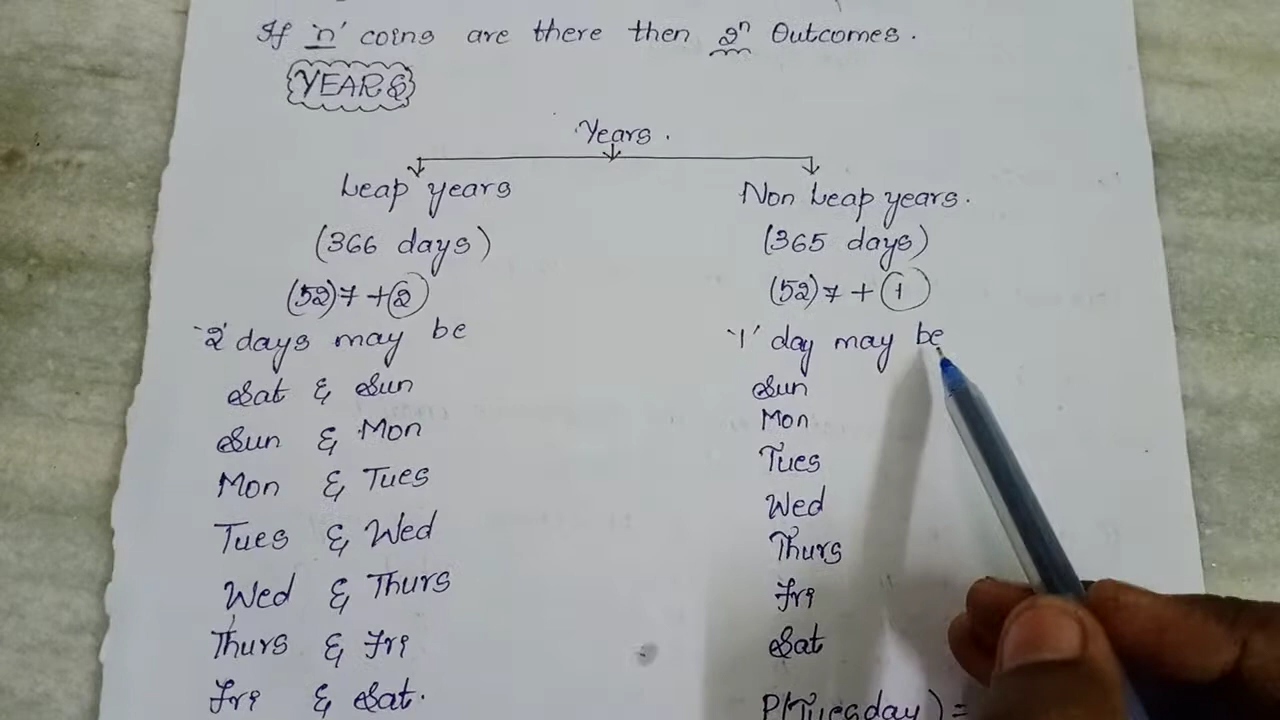 If 'n' coins are there then 2ⁿ Outcomes.
YEARS
Years.
Leap years
(366 days)
(52)7 + 2
'2' days may be
Sat & Sun
Sun & Mon
Mon & Tues
Tues & Wed
Wed & Thurs
Thurs & Fri
Fri & Sat.
Non Leap years.
(365 days)
(52)7 + 1
'1' day may be
Sun
Mon
Tues
Wed
Thurs
Fri
Sat
P(Tuesday) =